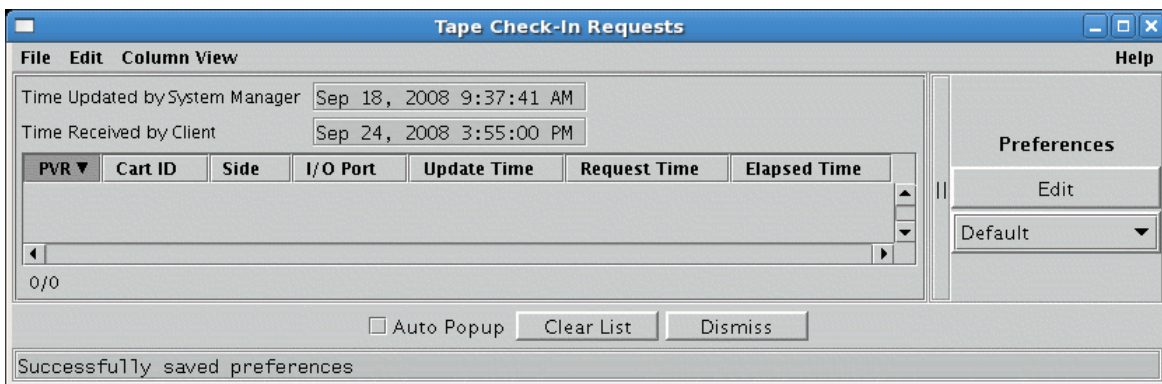 Tape Check-In Requests
File Edit Column View Help
Time Updated by System Manager Sep 18, 2008 9:37:41 AM
Time Received by Client Sep 24, 2008 3:55:00 PM
Preferences
PVR ▼ Cart ID Side I/O Port Update Time Request Time Elapsed Time
Edit
Default
0/0
Auto Popup Clear List Dismiss
Successfully saved preferences